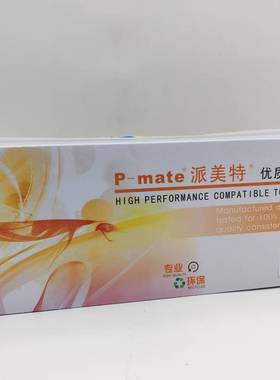 P-mate® 派美特® 优质
HIGH PERFORMANCE COMPATIBLE TO
Manufactured a
tested for 100%
quality consisten
专业
环保